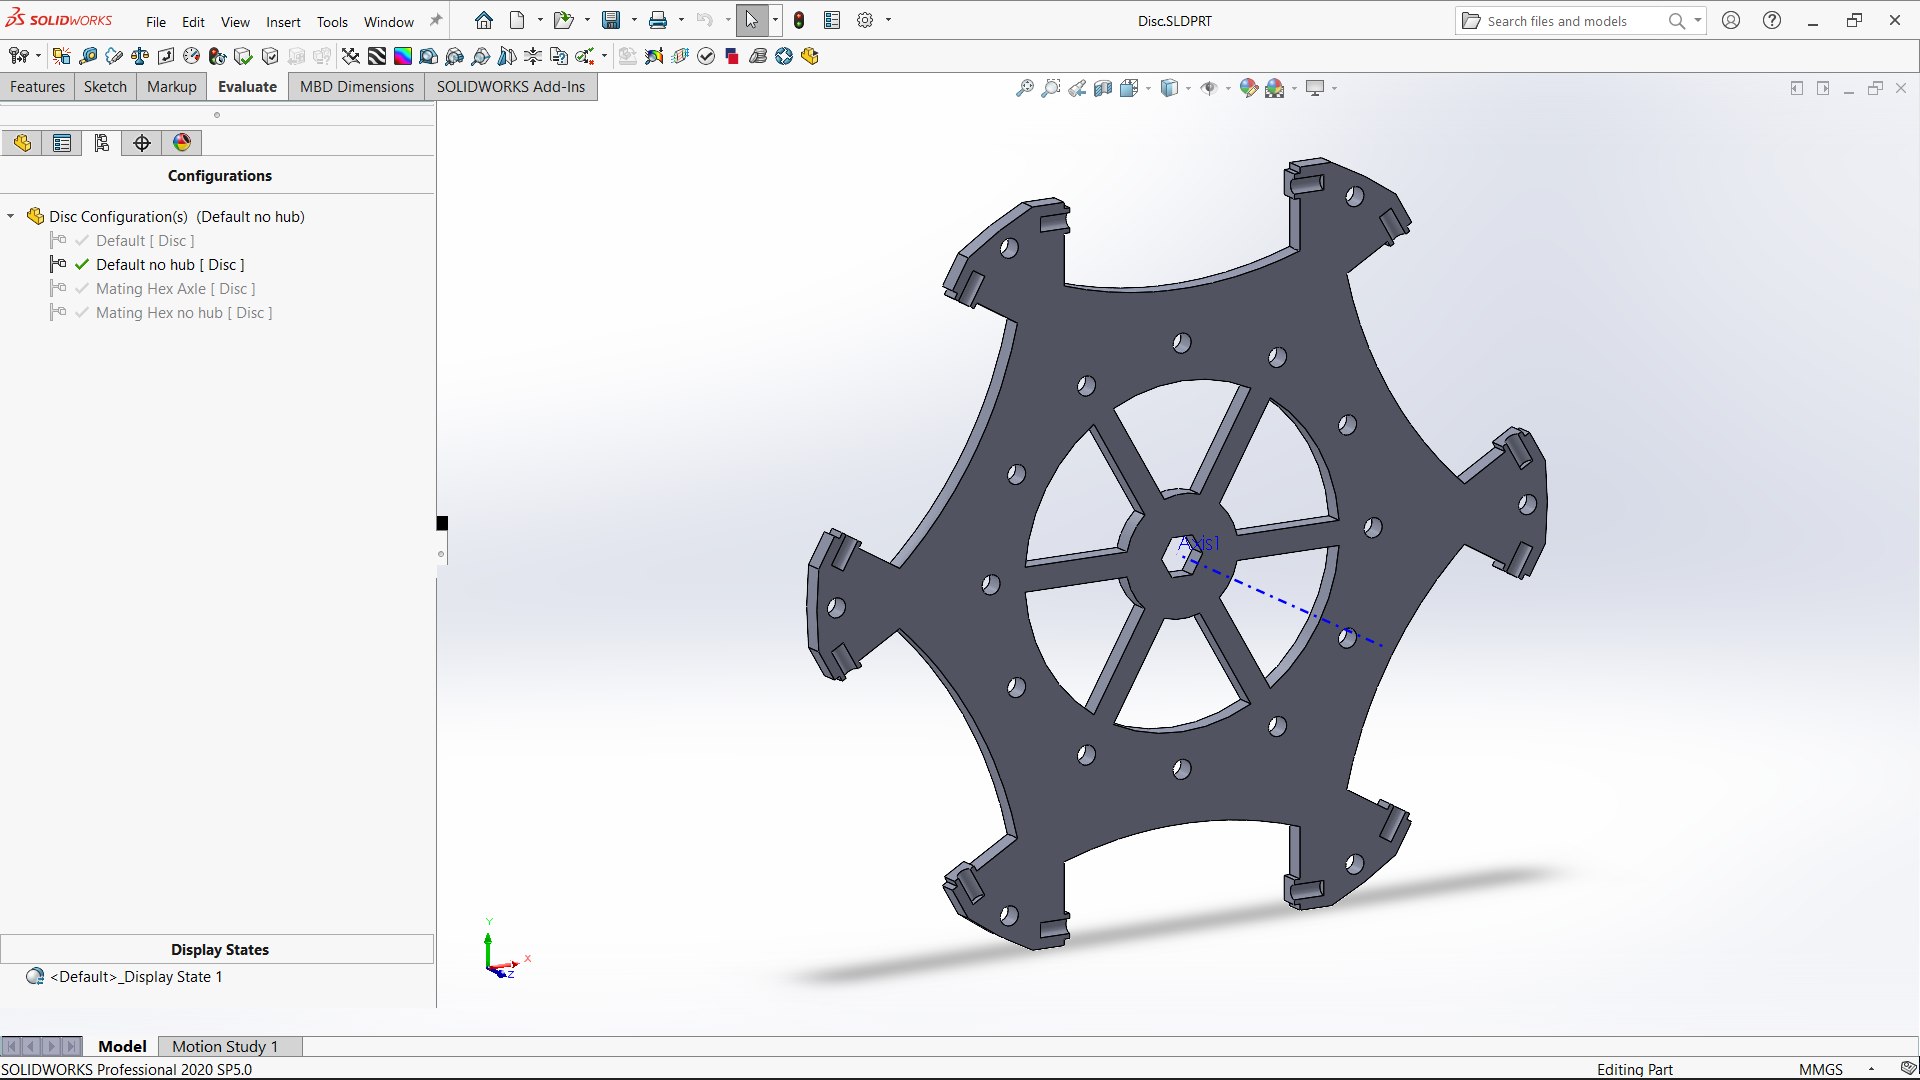 SOLIDWORKS File Edit View Insert Tools Window Disc.SLDPRT Search files and models
Features Sketch Markup Evaluate MBD Dimensions SOLIDWORKS Add-Ins
Configurations
Disc Configuration(s) (Default no hub)
Default [ Disc ]
Default no hub [ Disc ]
Mating Hex Axle [ Disc ]
Mating Hex no hub [ Disc ]
Axis1
Y
X
Z
Display States
<Default>_Display State 1
Model Motion Study 1
SOLIDWORKS Professional 2020 SP5.0 Editing Part MMGS